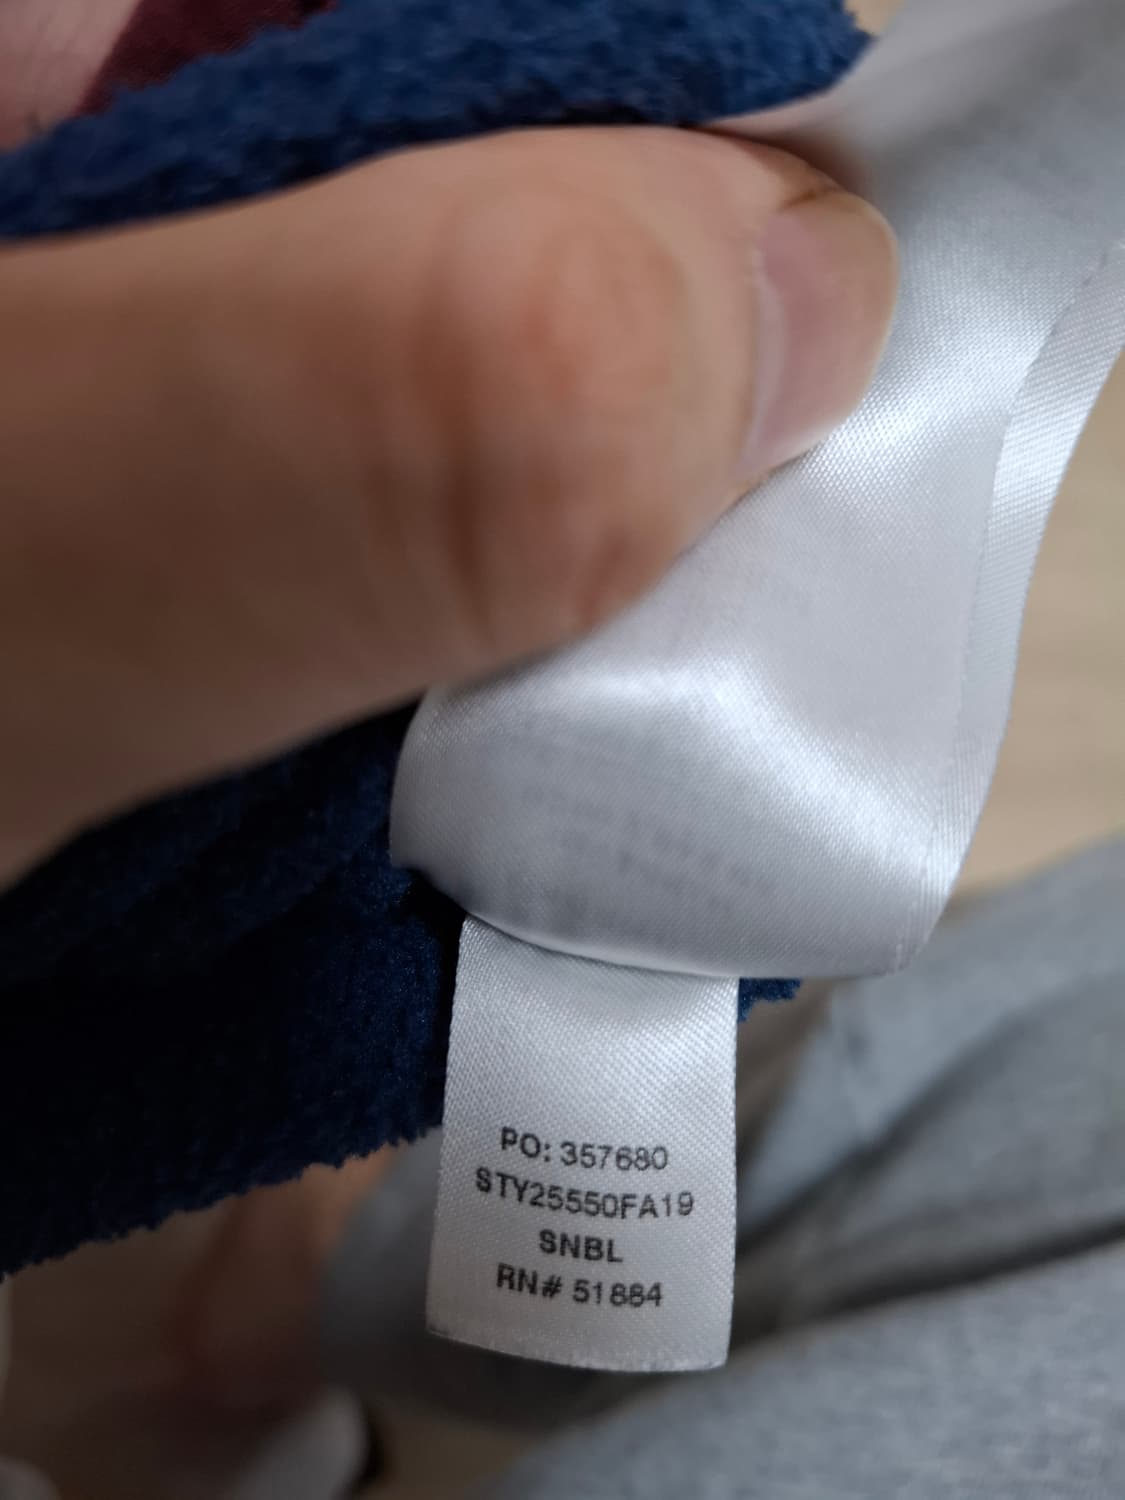 PO: 357680
STY25550FA19
SNBL
RN# 51884